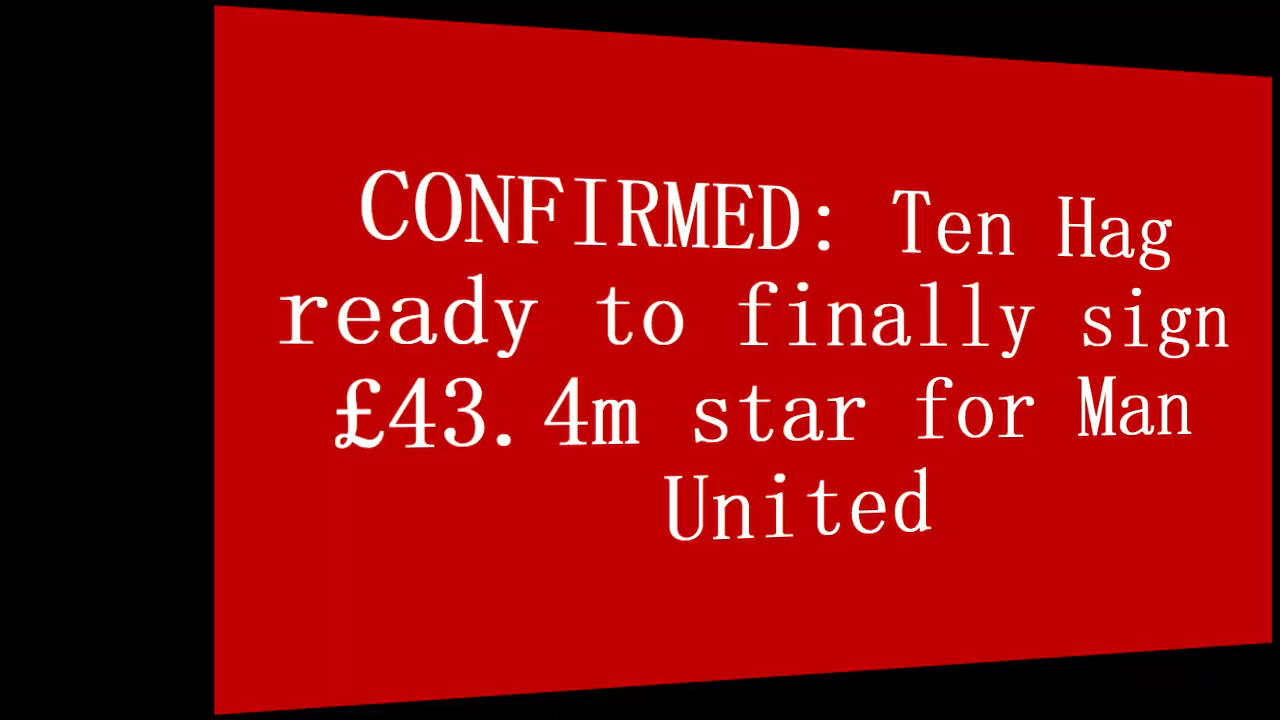 CONFIRMED: Ten Hag
ready to finally sign
£43.4m star for Man
United